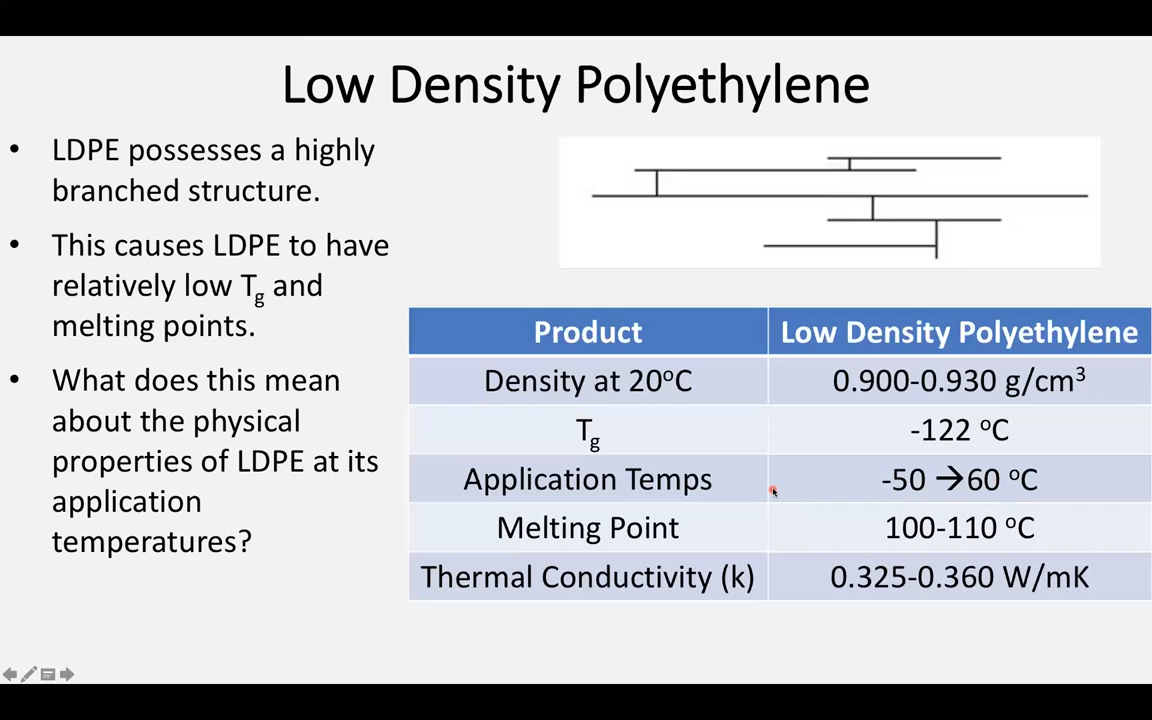 Low Density Polyethylene
• LDPE possesses a highly
branched structure.
• This causes LDPE to have
relatively low Tg and
melting points.
• What does this mean
about the physical
properties of LDPE at its
application
temperatures?
Product Low Density Polyethylene
Density at 20°C 0.900-0.930 g/cm³
Tg -122 °C
Application Temps -50 →60 °C
Melting Point 100-110 °C
Thermal Conductivity (k) 0.325-0.360 W/mK